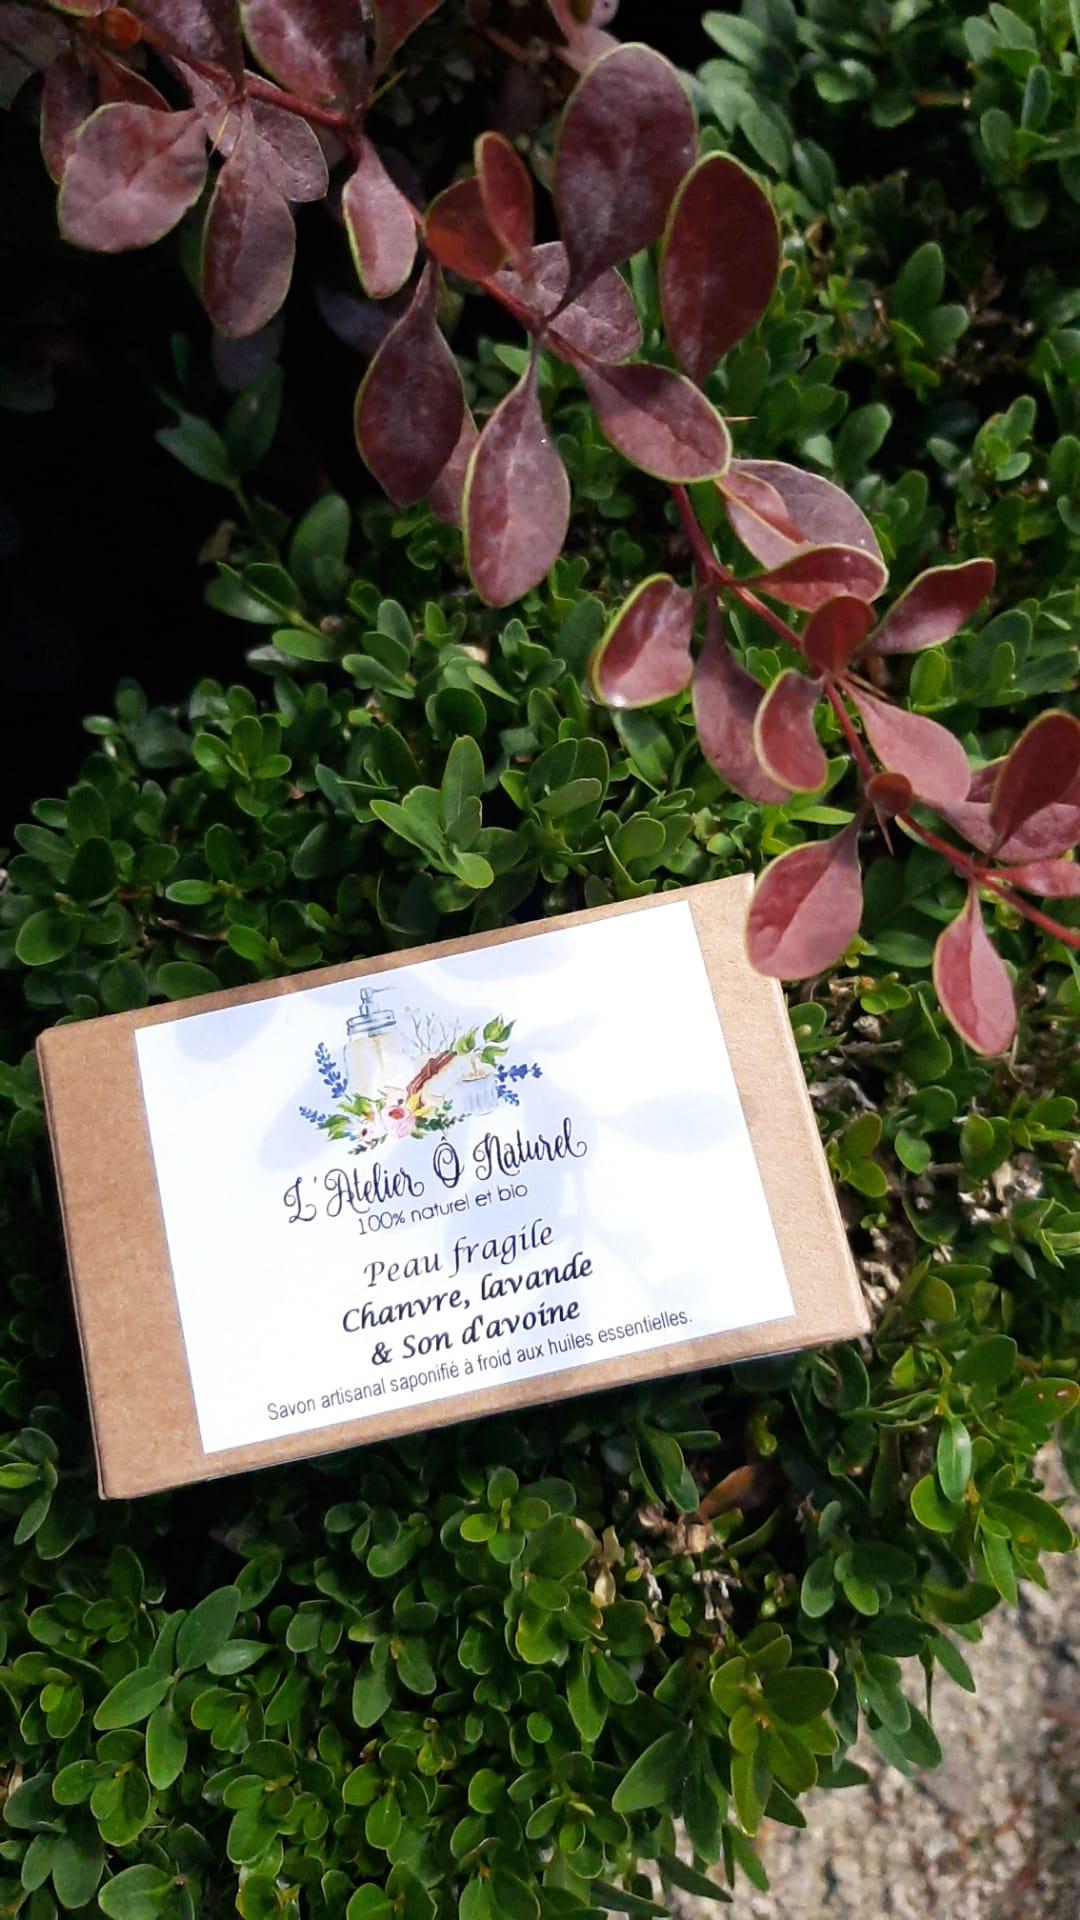 L'Atelier Ô Naturel
100% naturel et bio
Peau fragile
Chanvre, lavande
& Son d'avoine
Savon artisanal saponifié à froid aux huiles essentielles.